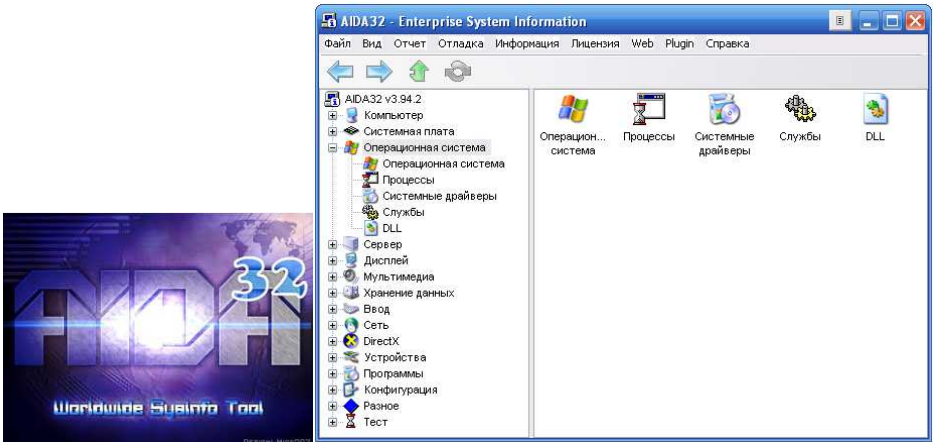 AIDA
32
Worldwide Sysinfo Tool
AIDA32 - Enterprise System Information
Файл Вид Отчет Отладка Информация Лицензия Web Plugin Справка
AIDA32 v3.94.2
Компьютер
Системная плата
Операционная система
Операционная система
Процессы
Системные драйверы
Службы
DLL
Сервер
Дисплей
Мультимедиа
Хранение данных
Ввод
Сеть
DirectX
Устройства
Программы
Конфигурация
Разное
Тест
Операцион...
система
Процессы
Системные
драйверы
Службы
DLL